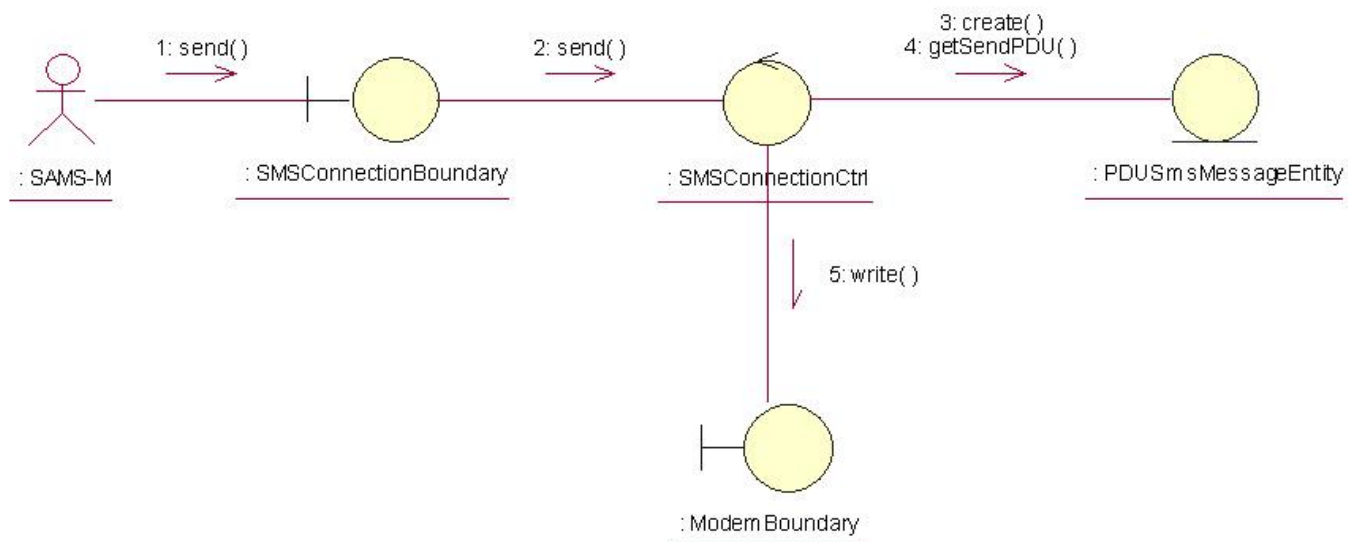 3: create( )
1: send( )
2: send( )
4: getSendPDU( )
: SAMS-M
: SMSConnectionBoundary
: SMSConnectionCtrl
: PDUSmsMessageEntity
5: write( )
: ModemBoundary